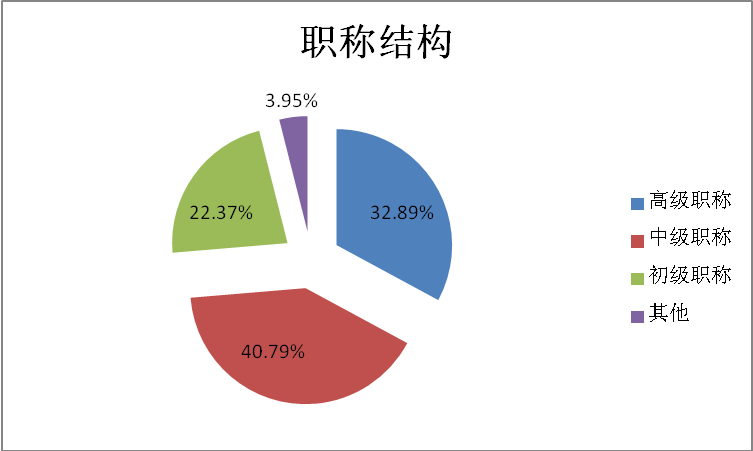 职称结构
3.95%
32.89%
22.37%
40.79%
高级职称
中级职称
初级职称
其他